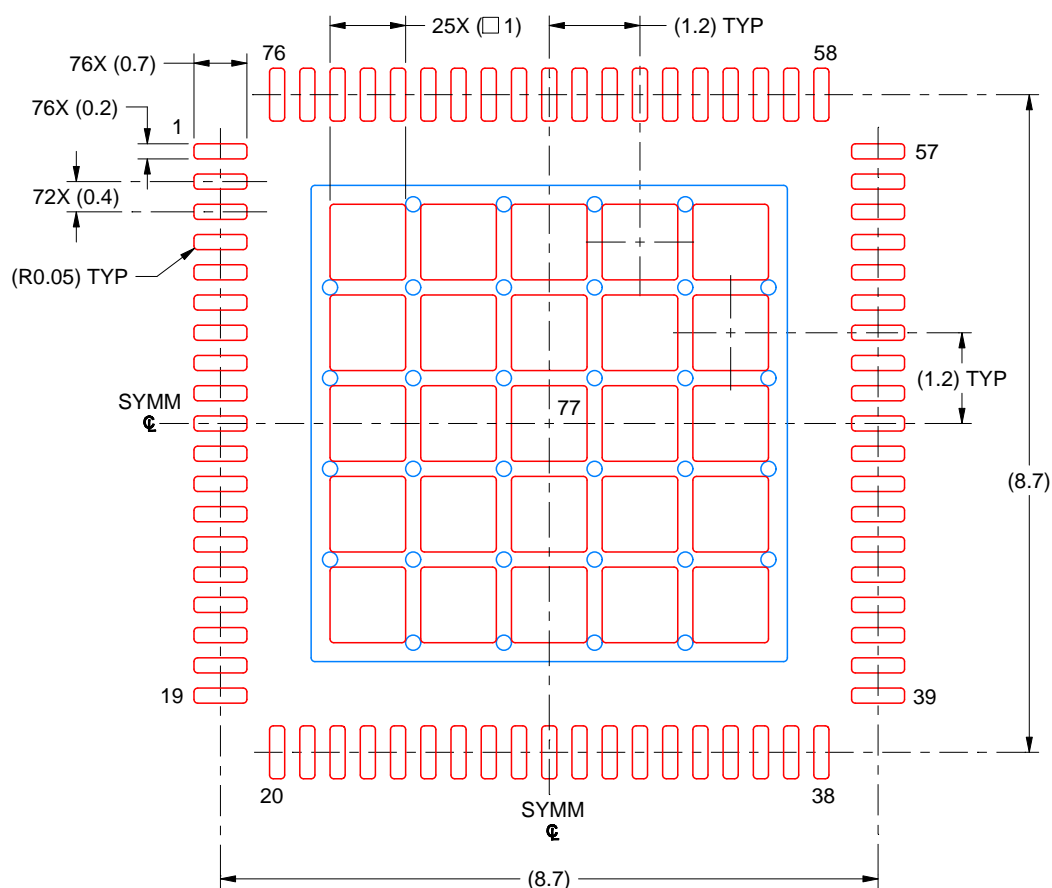 25X (□ 1)
(1.2) TYP
76
58
76X (0.7)
76X (0.2)
1
57
72X (0.4)
(R0.05) TYP
(1.2) TYP
77
SYMM
℄
(8.7)
19
39
20
38
SYMM
℄
(8.7)